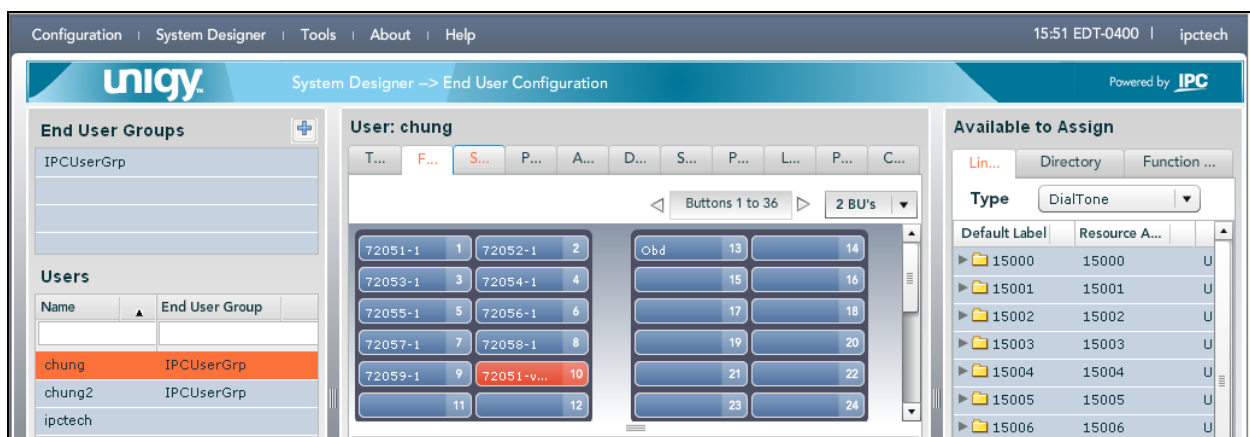 Configuration | System Designer | Tools | About | Help 15:51 EDT-0400 | ipctech
unigy. System Designer --> End User Configuration Powered by IPC
End User Groups
IPCUserGrp
Users
Name End User Group
chung IPCUserGrp
chung2 IPCUserGrp
ipctech
User: chung
T... F... S... P... A... D... S... P... L... P... C...
Buttons 1 to 36 2 BU's
72051-1 1 72052-1 2 Obd 13 14
72053-1 3 72054-1 4 15 16
72055-1 5 72056-1 6 17 18
72057-1 7 72058-1 8 19 20
72059-1 9 72051-v... 10 21 22
11 12 23 24
Available to Assign
Lin... Directory Function ...
Type DialTone
Default Label Resource A...
15000 15000 U
15001 15001 U
15002 15002 U
15003 15003 U
15004 15004 U
15005 15005 U
15006 15006 U